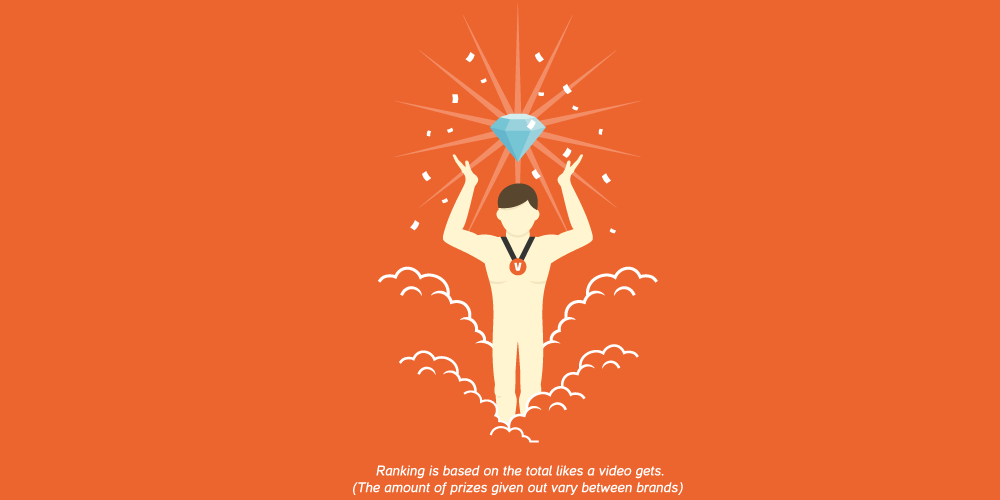 V
Ranking is based on the total likes a video gets.
(The amount of prizes given out vary between brands)